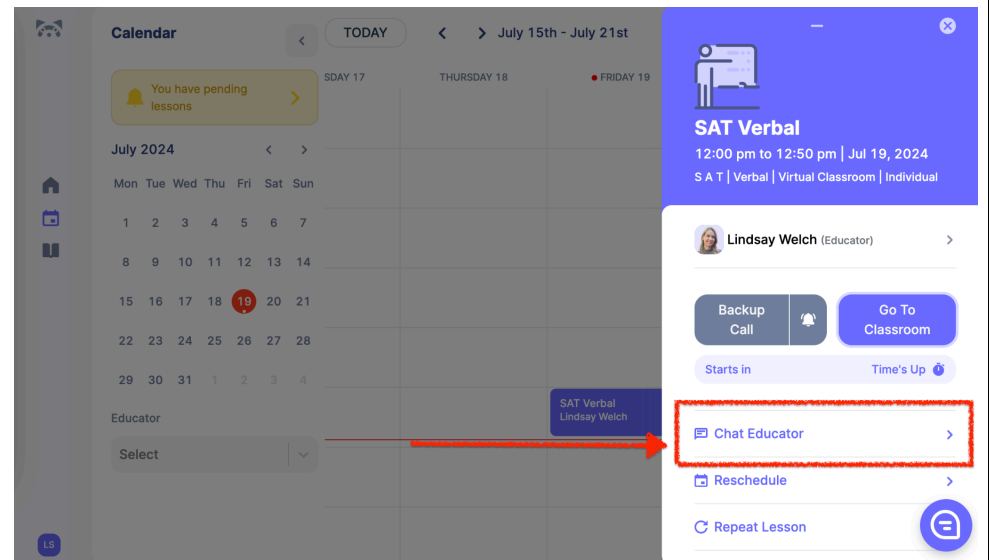 Calendar
You have pending
lessons
July 2024
Mon Tue Wed Thu Fri Sat Sun
1 2 3 4 5 6 7
8 9 10 11 12 13 14
15 16 17 18 19 20 21
22 23 24 25 26 27 28
29 30 31 1 2 3 4
Educator
Select
LS
TODAY
July 15th - July 21st
SDAY 17
THURSDAY 18
FRIDAY 19
SAT Verbal
Lindsay Welch
SAT Verbal
12:00 pm to 12:50 pm | Jul 19, 2024
S A T | Verbal | Virtual Classroom | Individual
Lindsay Welch (Educator)
Backup
Call
Go To
Classroom
Starts in
Time's Up
Chat Educator
Reschedule
Repeat Lesson